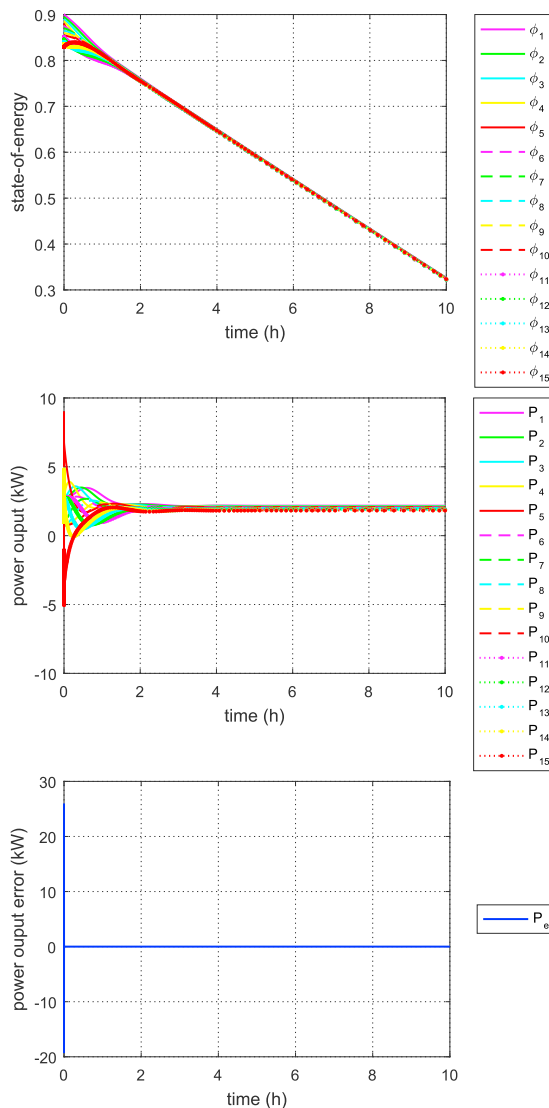 0.9
0.8
0.7
0.6
0.5
0.4
0.3
state-of-energy
0 2 4 6 8 10
time (h)
ϕ1
ϕ2
ϕ3
ϕ4
ϕ5
ϕ6
ϕ7
ϕ8
ϕ9
ϕ10
ϕ11
ϕ12
ϕ13
ϕ14
ϕ15
10
5
0
-5
-10
power ouput (kW)
0 2 4 6 8 10
time (h)
P1
P2
P3
P4
P5
P6
P7
P8
P9
P10
P11
P12
P13
P14
P15
30
20
10
0
-10
-20
power ouput error (kW)
0 2 4 6 8 10
time (h)
Pe